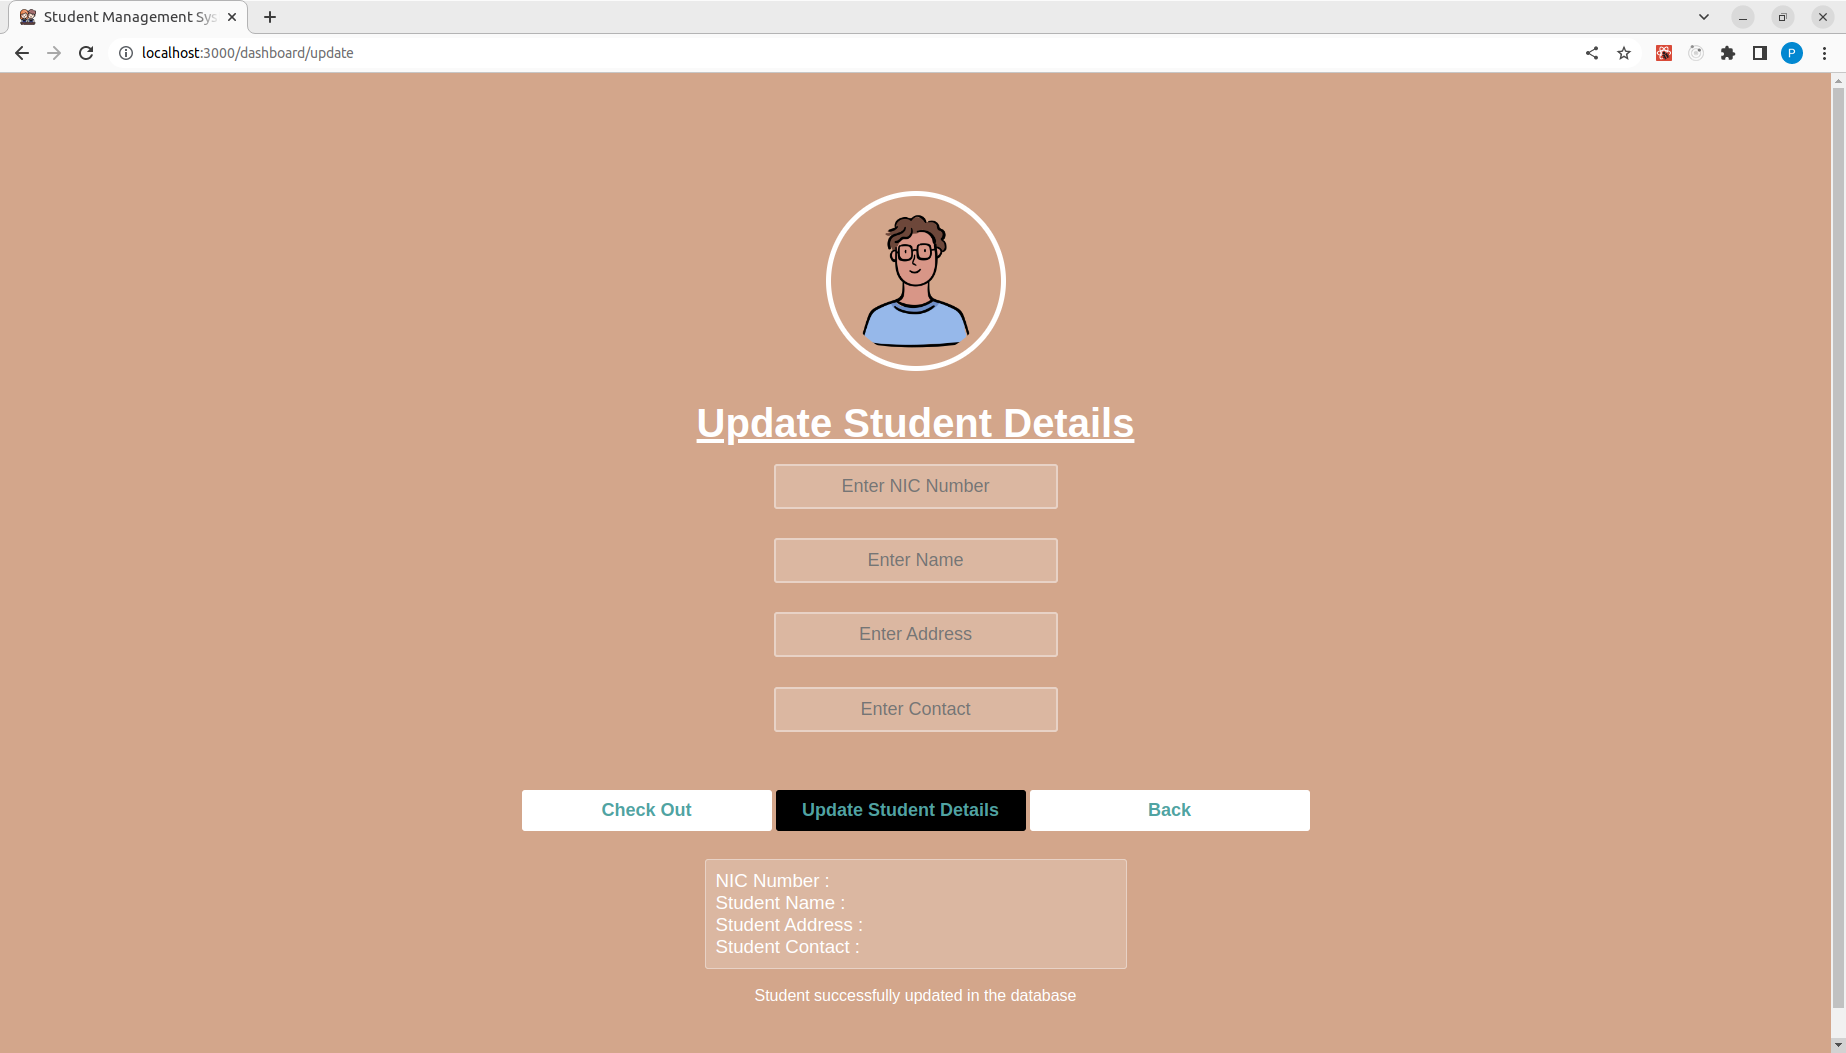 Student Management Sys
localhost:3000/dashboard/update
P
Update Student Details
Enter NIC Number
Enter Name
Enter Address
Enter Contact
Check Out
Update Student Details
Back
NIC Number :
Student Name :
Student Address :
Student Contact :
Student successfully updated in the database